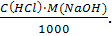 C(HCl)·M(NaOH)
1000 .